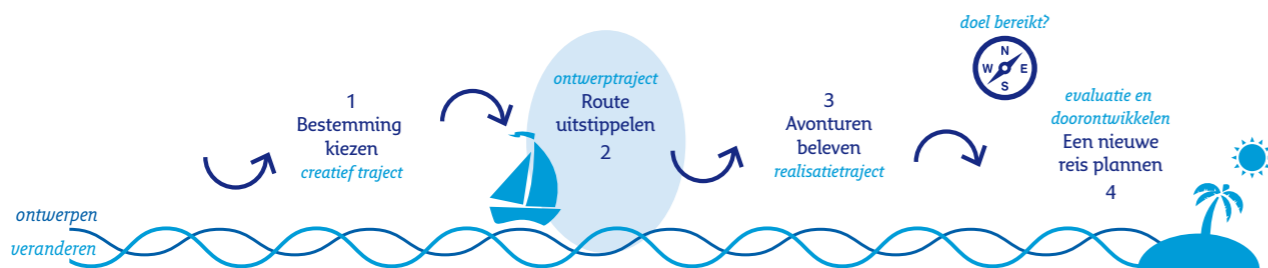 1
Bestemming
kiezen
creatief traject
ontwerptraject
Route
uitstippelen
2
3
Avonturen
beleven
realisatietraject
doel bereikt?
N
W E
S
evaluatie en
doorontwikkelen
Een nieuwe
reis plannen
4
ontwerpen
veranderen